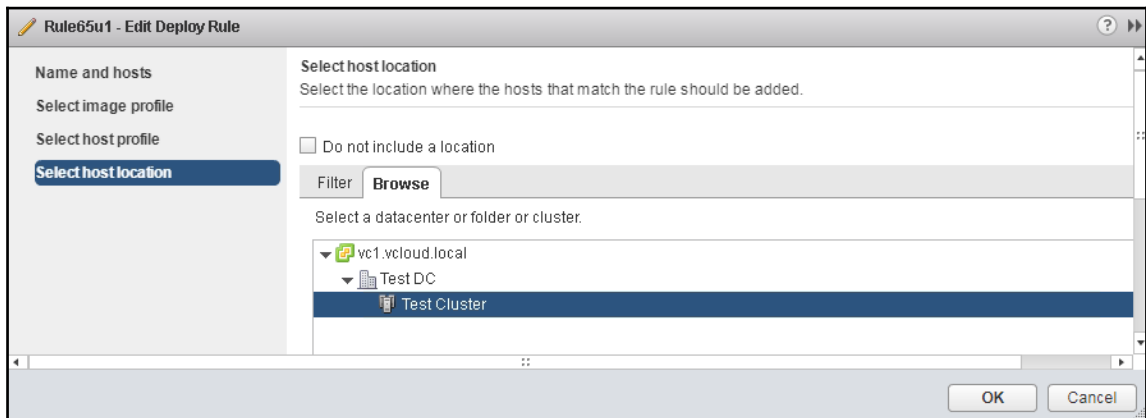 Rule65u1 - Edit Deploy Rule
?
Name and hosts
Select image profile
Select host profile
Select host location
Select host location
Select the location where the hosts that match the rule should be added.
Do not include a location
Filter
Browse
Select a datacenter or folder or cluster.
vc1.vcloud.local
Test DC
Test Cluster
OK
Cancel